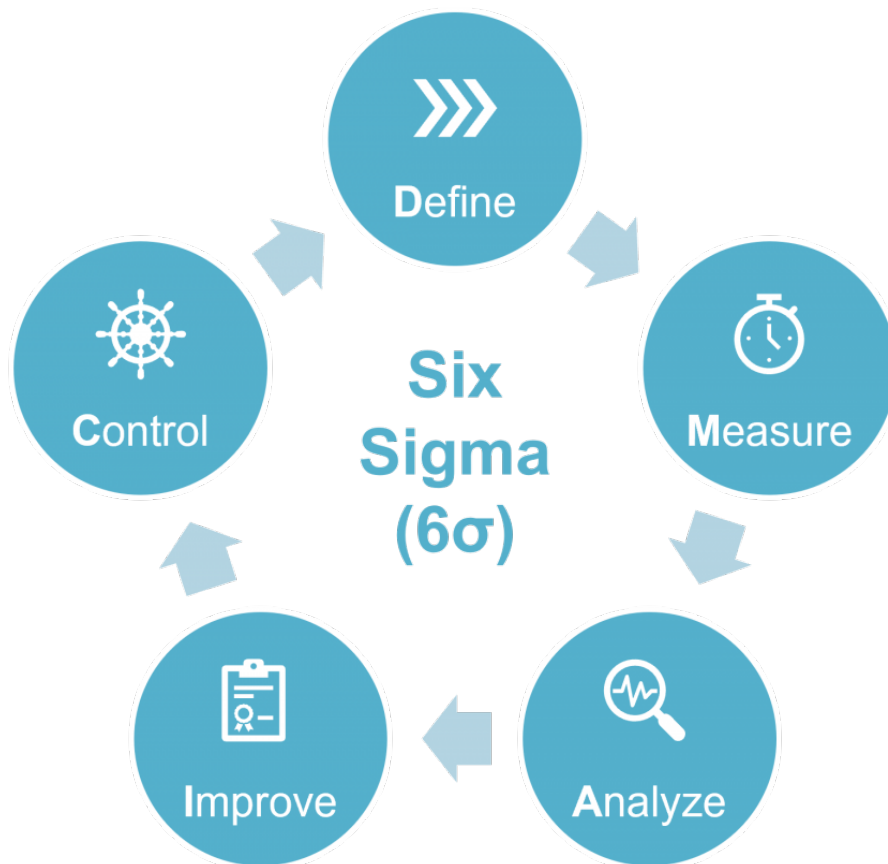 Define
Measure
Analyze
Improve
Control
Six
Sigma
(6σ)